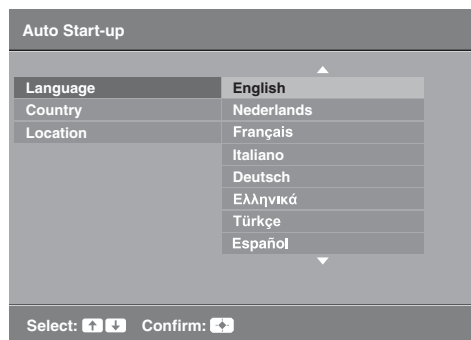 Auto Start-up
Language
English
Country
Nederlands
Location
Français
Italiano
Deutsch
Ελληνικά
Türkçe
Español
Select: Confirm: